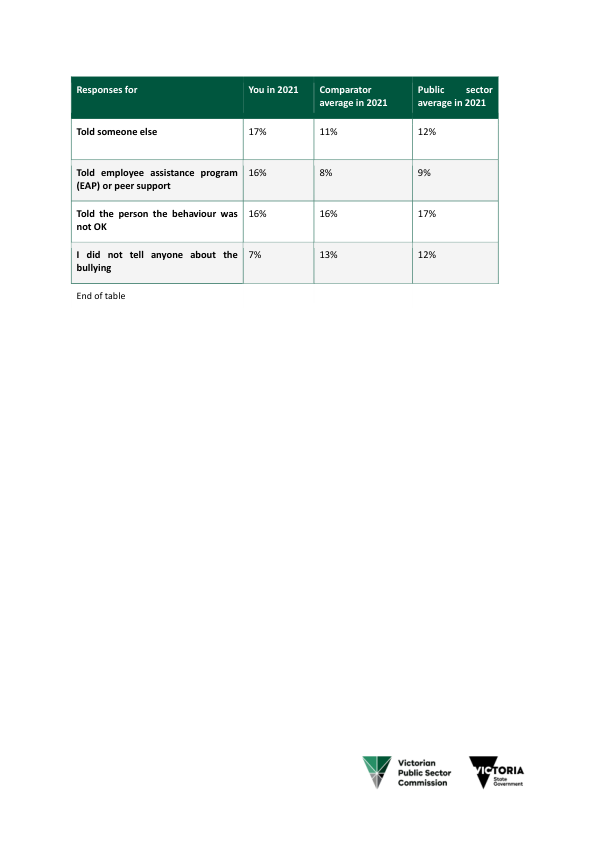 Responses for You in 2021 Comparator average in 2021 Public sector average in 2021
Told someone else 17% 11% 12%
Told employee assistance program (EAP) or peer support 16% 8% 9%
Told the person the behaviour was not OK 16% 16% 17%
I did not tell anyone about the bullying 7% 13% 12%
End of table
Victorian
Public Sector
Commission
VICTORIA
State
Government